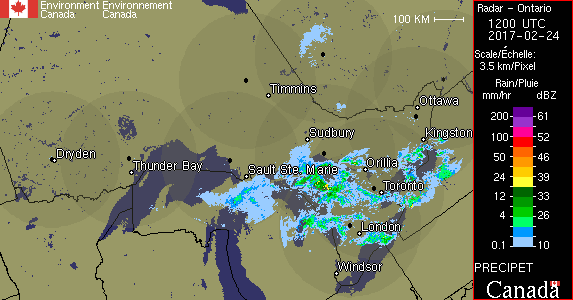 Environment Environnement
Canada Canada
100 KM
Timmins
Ottawa
Sudbury
Kingston
Dryden
Thunder Bay
Sault Ste. Marie
Orillia
Toronto
London
Windsor
Radar - Ontario
1200 UTC
2017-02-24
Scale/Échelle:
3.5 km/Pixel
Rain/Pluie
mm/hr dBZ
200 61
100 52
50 46
24 39
12 33
4 26
0.1 10
PRECIPET
Canada